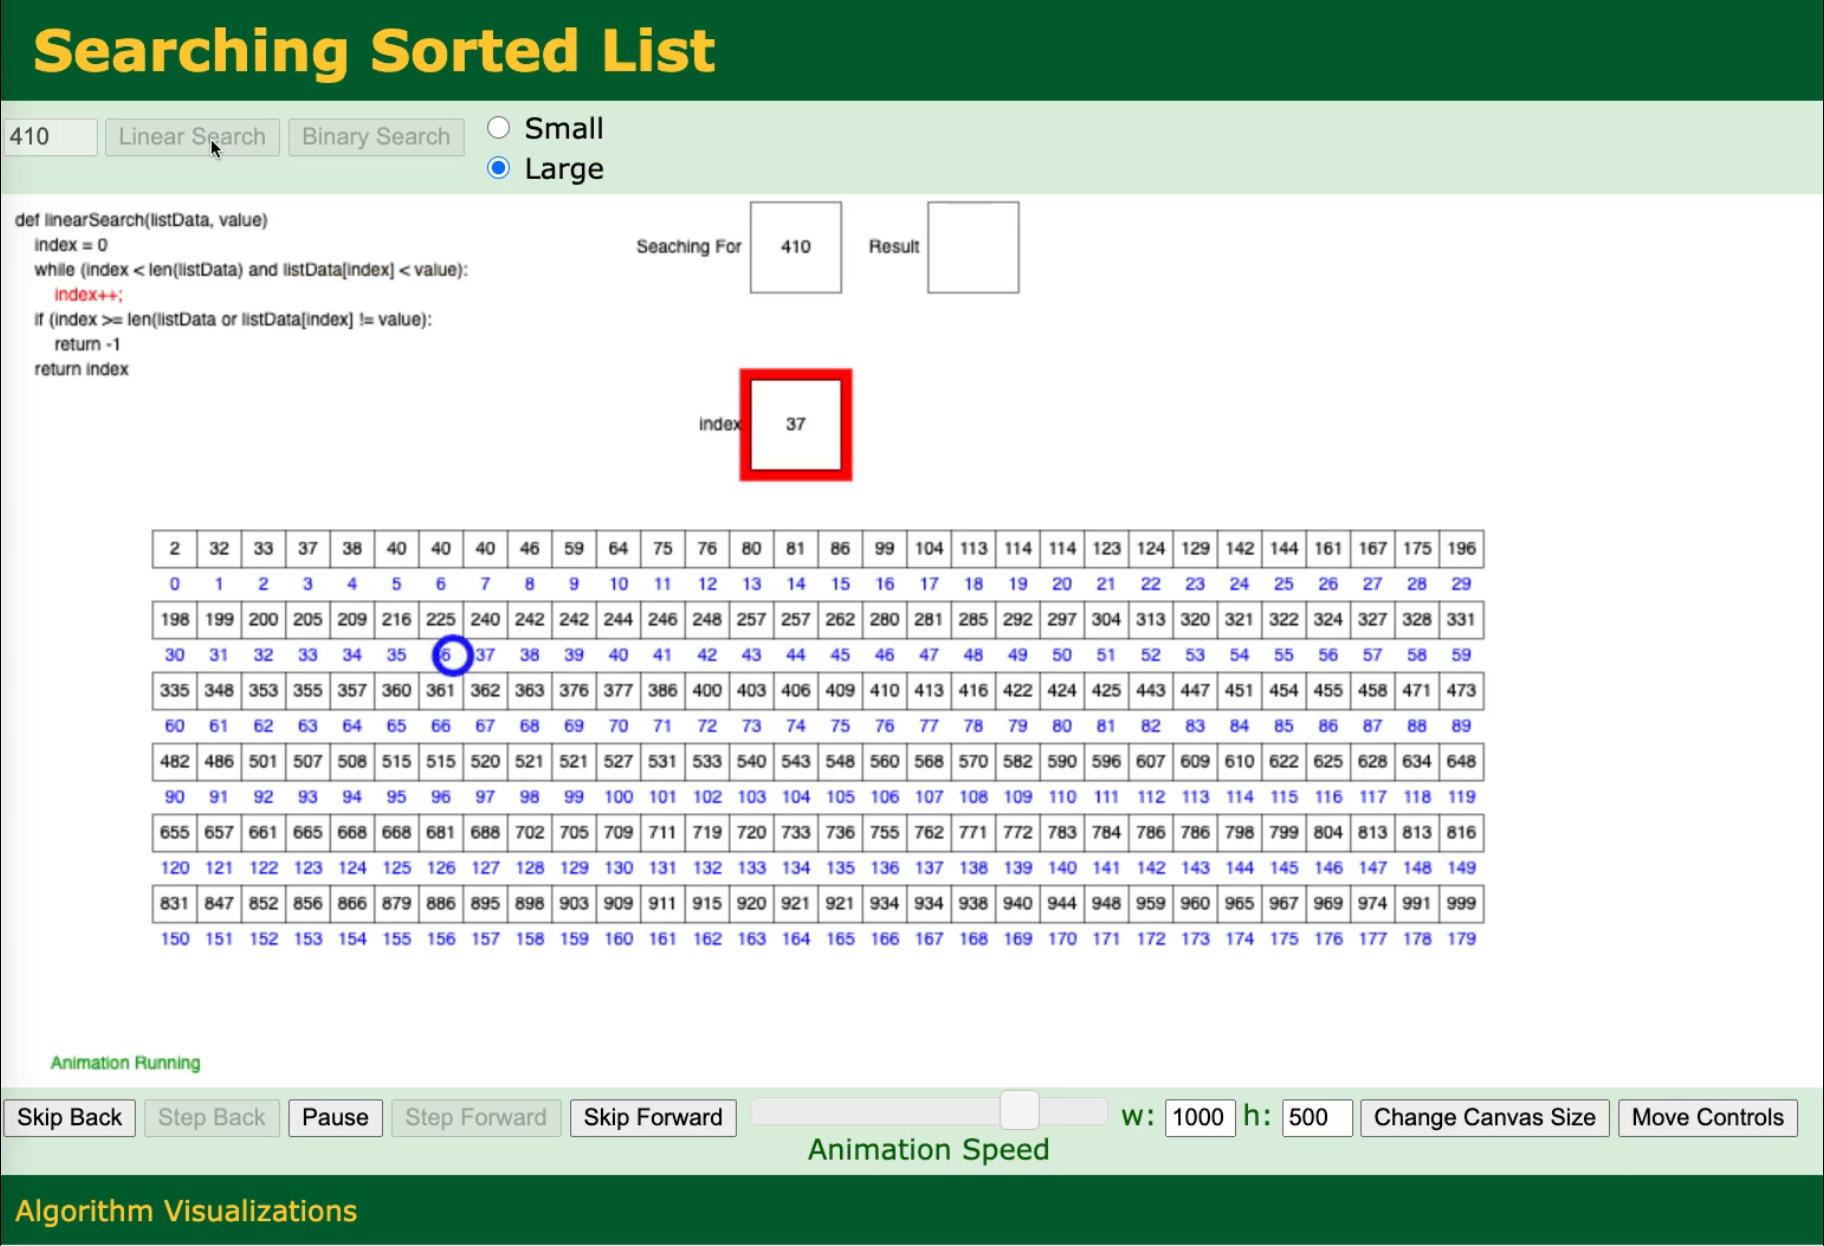 Searching Sorted List
410 Linear Search Binary Search Small
Large
def linearSearch(listData, value)
index = 0
while (index < len(listData) and listData[index] < value):
index++;
if (index >= len(listData or listData[index] != value):
return -1
return index
Seaching For 410 Result
index 37
2 32 33 37 38 40 40 40 46 59 64 75 76 80 81 86 99 104 113 114 114 123 124 129 142 144 161 167 175 196
0 1 2 3 4 5 6 7 8 9 10 11 12 13 14 15 16 17 18 19 20 21 22 23 24 25 26 27 28 29
198 199 200 205 209 216 225 240 242 242 244 246 248 257 257 262 280 281 285 292 297 304 313 320 321 322 324 327 328 331
30 31 32 33 34 35 6 37 38 39 40 41 42 43 44 45 46 47 48 49 50 51 52 53 54 55 56 57 58 59
335 348 353 355 357 360 361 362 363 376 377 386 400 403 406 409 410 413 416 422 424 425 443 447 451 454 455 458 471 473
60 61 62 63 64 65 66 67 68 69 70 71 72 73 74 75 76 77 78 79 80 81 82 83 84 85 86 87 88 89
482 486 501 507 508 515 515 520 521 521 527 531 533 540 543 548 560 568 570 582 590 596 607 609 610 622 625 628 634 648
90 91 92 93 94 95 96 97 98 99 100 101 102 103 104 105 106 107 108 109 110 111 112 113 114 115 116 117 118 119
655 657 661 665 668 668 681 688 702 705 709 711 719 720 733 736 755 762 771 772 783 784 786 786 798 799 804 813 813 816
120 121 122 123 124 125 126 127 128 129 130 131 132 133 134 135 136 137 138 139 140 141 142 143 144 145 146 147 148 149
831 847 852 856 866 879 886 895 898 903 909 911 915 920 921 921 934 934 938 940 944 948 959 960 965 967 969 974 991 999
150 151 152 153 154 155 156 157 158 159 160 161 162 163 164 165 166 167 168 169 170 171 172 173 174 175 176 177 178 179
Animation Running
Skip Back Step Back Pause Step Forward Skip Forward w: 1000 h: 500 Change Canvas Size Move Controls
Animation Speed
Algorithm Visualizations